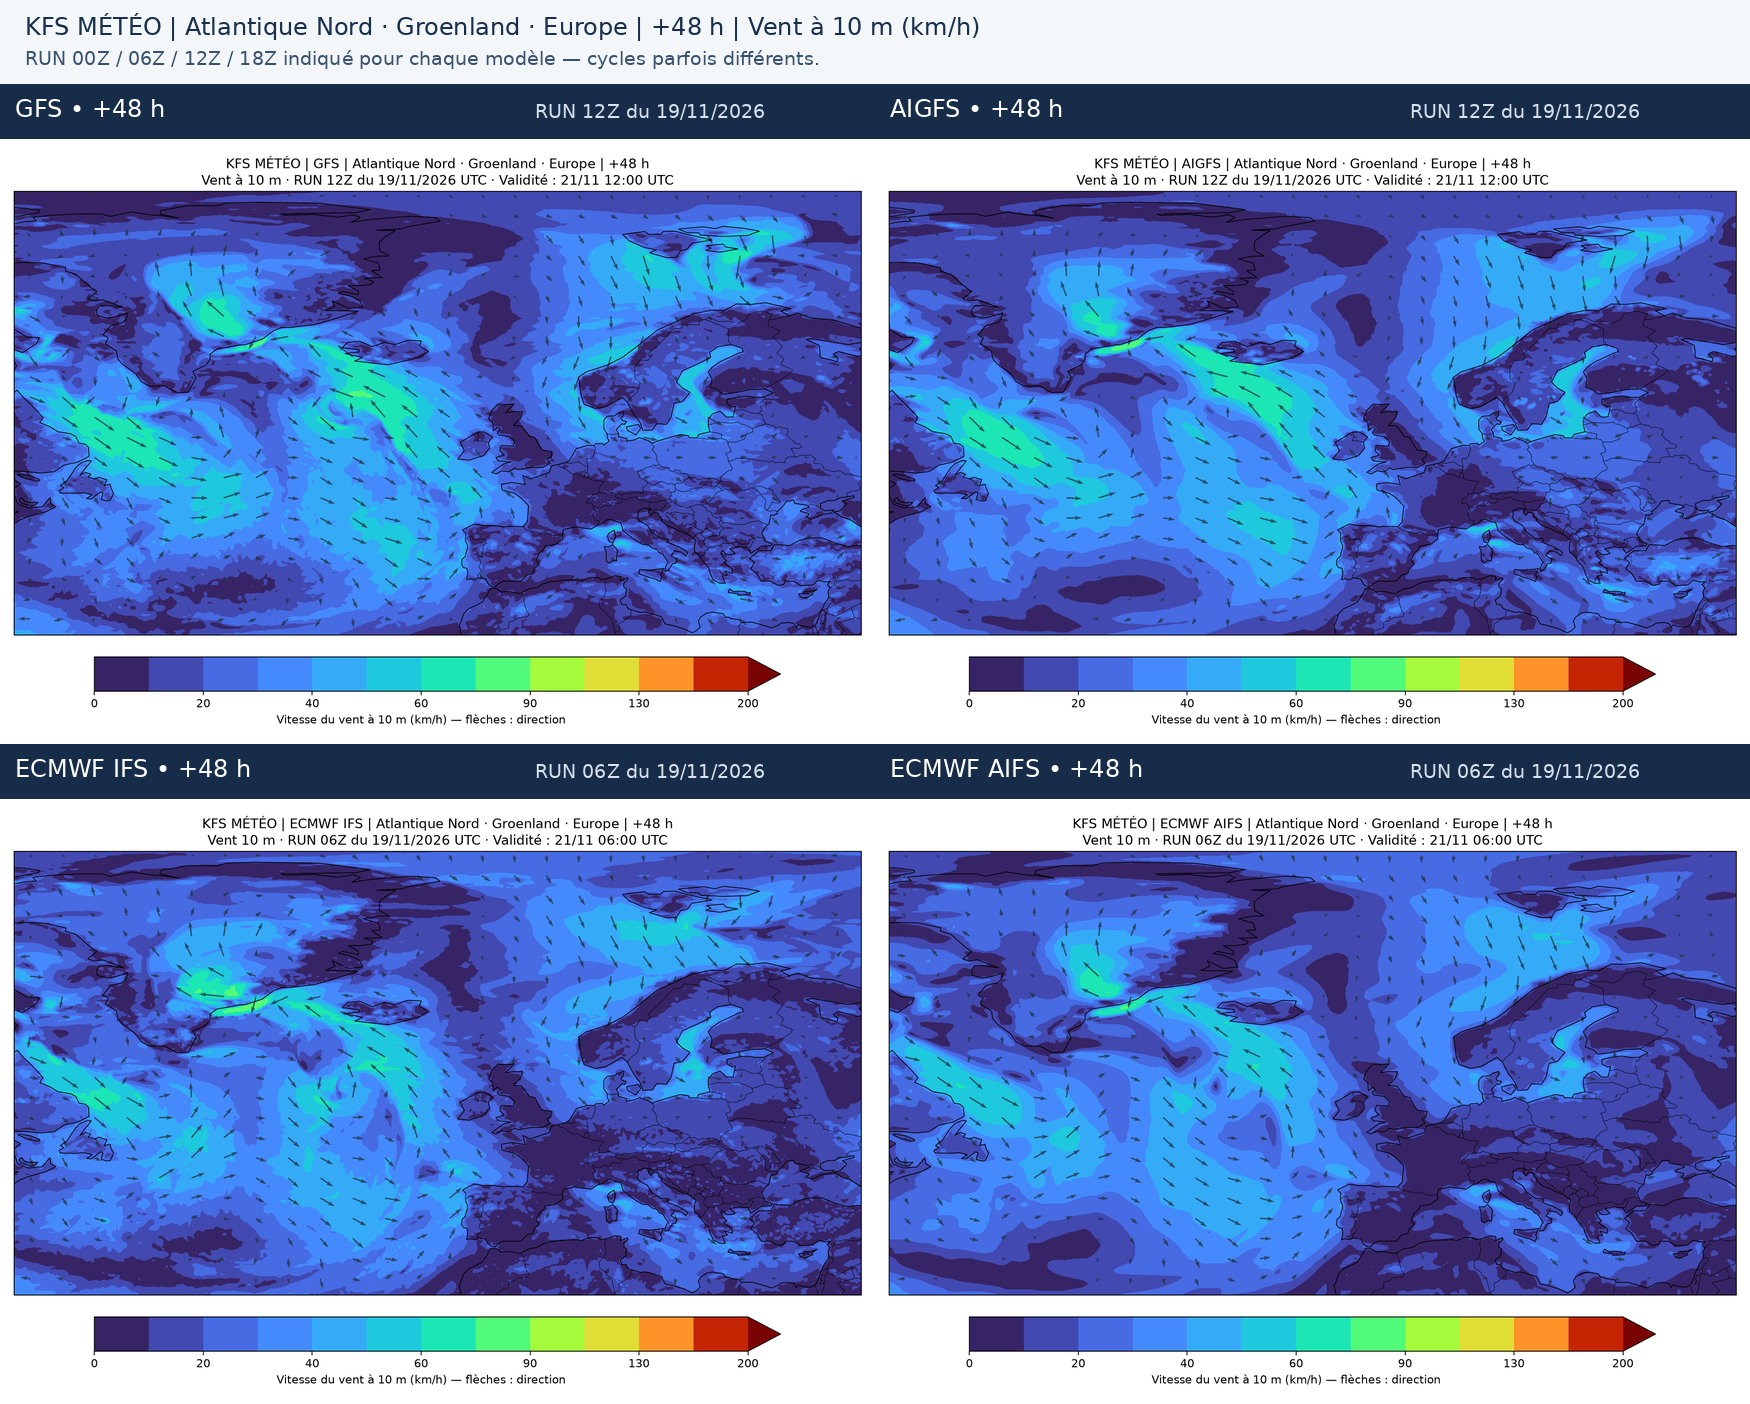 KFS MÉTÉO | Atlantique Nord · Groenland · Europe | +48 h | Vent à 10 m (km/h)
RUN 00Z / 06Z / 12Z / 18Z indiqué pour chaque modèle — cycles parfois différents.
GFS • +48 h
RUN 12Z du 19/11/2026
KFS MÉTÉO | GFS | Atlantique Nord · Groenland · Europe | +48 h
Vent à 10 m · RUN 12Z du 19/11/2026 UTC · Validité : 21/11 12:00 UTC
0 20 40 60 90 130 200
Vitesse du vent à 10 m (km/h) — flèches : direction
AIGFS • +48 h
RUN 12Z du 19/11/2026
KFS MÉTÉO | AIGFS | Atlantique Nord · Groenland · Europe | +48 h
Vent à 10 m · RUN 12Z du 19/11/2026 UTC · Validité : 21/11 12:00 UTC
0 20 40 60 90 130 200
Vitesse du vent à 10 m (km/h) — flèches : direction
ECMWF IFS • +48 h
RUN 06Z du 19/11/2026
KFS MÉTÉO | ECMWF IFS | Atlantique Nord · Groenland · Europe | +48 h
Vent 10 m · RUN 06Z du 19/11/2026 UTC · Validité : 21/11 06:00 UTC
0 20 40 60 90 130 200
Vitesse du vent à 10 m (km/h) — flèches : direction
ECMWF AIFS • +48 h
RUN 06Z du 19/11/2026
KFS MÉTÉO | ECMWF AIFS | Atlantique Nord · Groenland · Europe | +48 h
Vent 10 m · RUN 06Z du 19/11/2026 UTC · Validité : 21/11 06:00 UTC
0 20 40 60 90 130 200
Vitesse du vent à 10 m (km/h) — flèches : direction